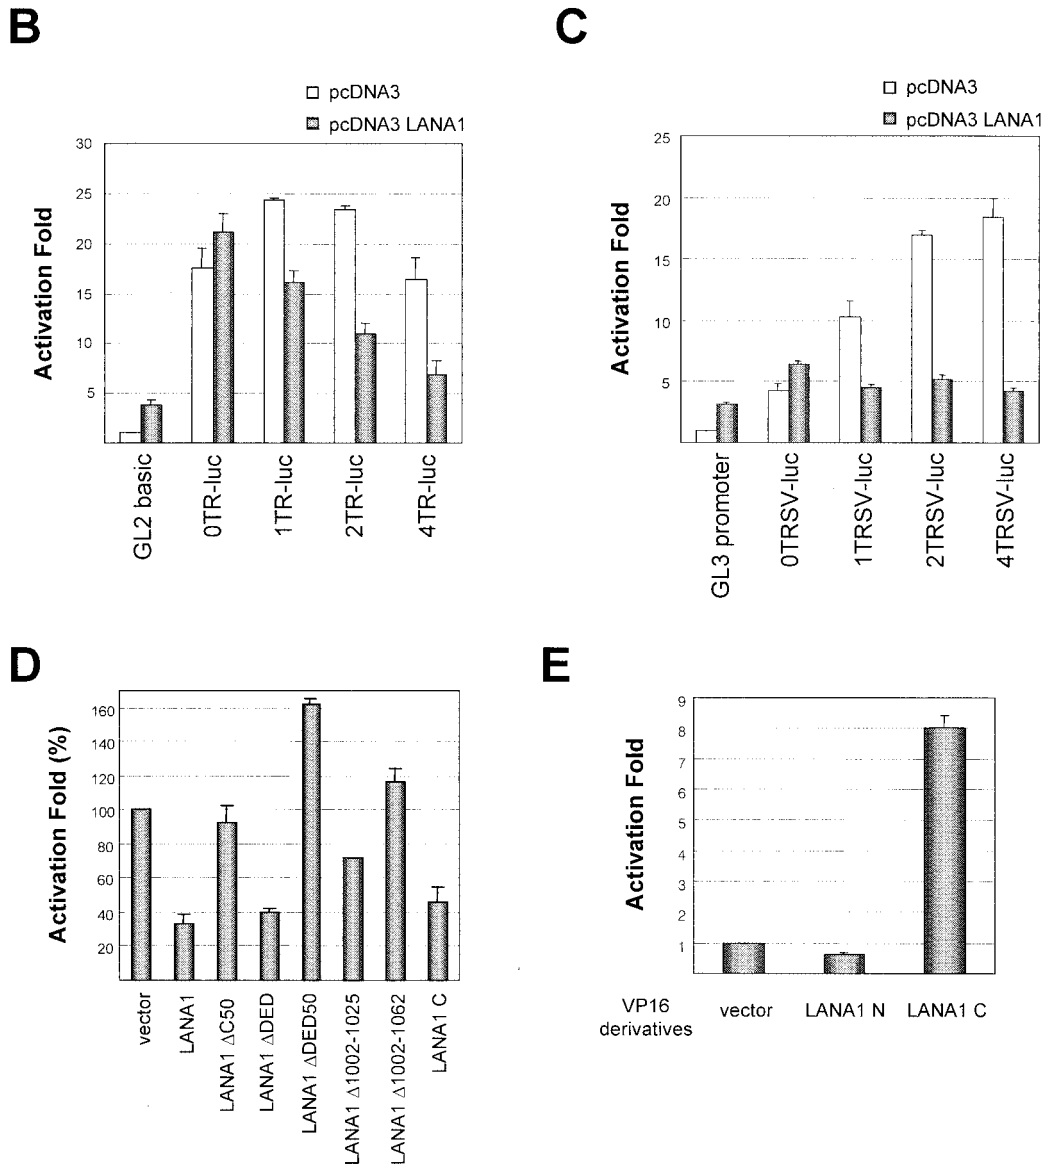 B
pcDNA3
pcDNA3 LANA1
30
25
20
15
10
5
Activation Fold
GL2 basic
0TR-luc
1TR-luc
2TR-luc
4TR-luc
C
pcDNA3
pcDNA3 LANA1
25
20
15
10
5
Activation Fold
GL3 promoter
0TRSV-luc
1TRSV-luc
2TRSV-luc
4TRSV-luc
D
160
140
120
100
80
60
40
20
Activation Fold (%)
vector
LANA1
LANA1 ΔC50
LANA1 ΔDED
LANA1 ΔDED50
LANA1 Δ1002-1025
LANA1 Δ1002-1062
LANA1 C
E
9
8
7
6
5
4
3
2
1
Activation Fold
VP16 derivatives
vector
LANA1 N
LANA1 C